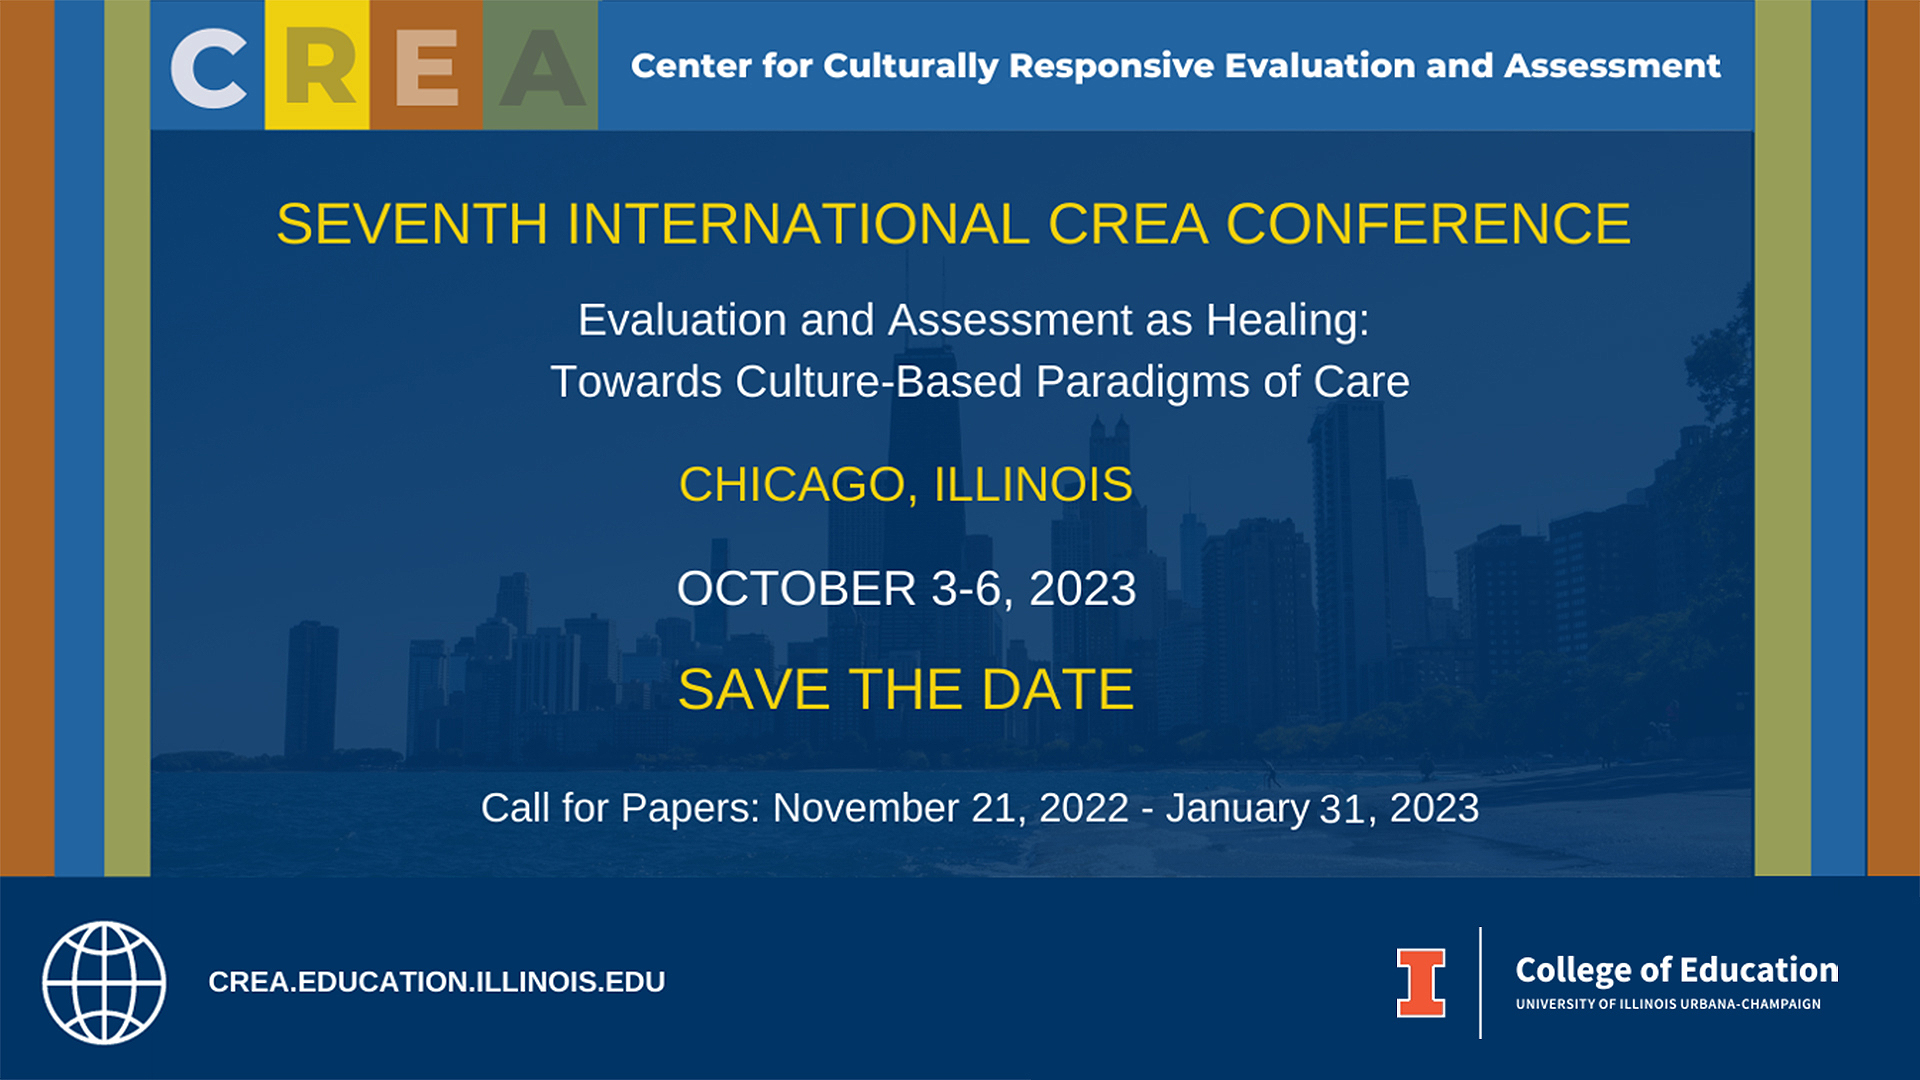 CREA
Center for Culturally Responsive Evaluation and Assessment
SEVENTH INTERNATIONAL CREA CONFERENCE
Evaluation and Assessment as Healing:
Towards Culture-Based Paradigms of Care
CHICAGO, ILLINOIS
OCTOBER 3-6, 2023
SAVE THE DATE
Call for Papers: November 21, 2022 - January 31, 2023
CREA.EDUCATION.ILLINOIS.EDU
I
College of Education
UNIVERSITY OF ILLINOIS URBANA-CHAMPAIGN